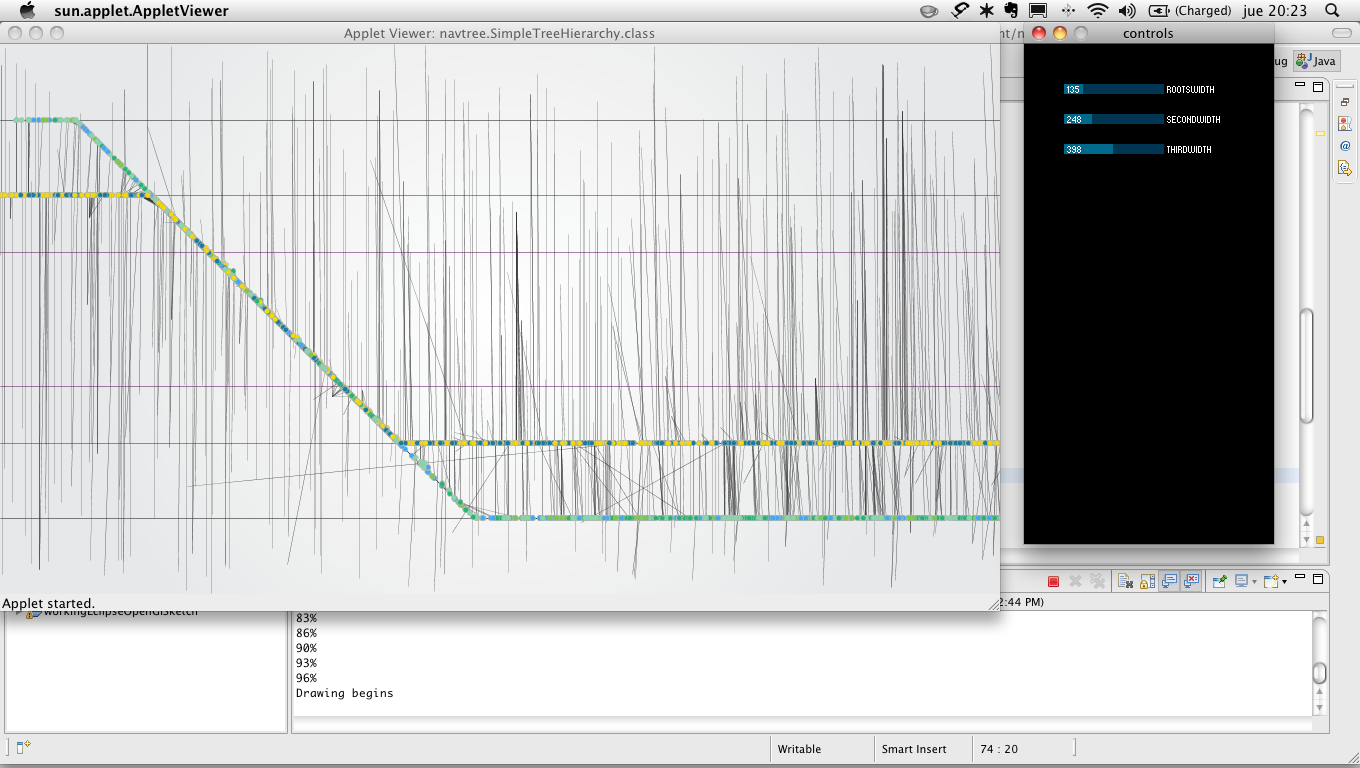 sun.applet.AppletViewer
(Charged) jue 20:23
Applet Viewer: navtree.SimpleTreeHierarchy.class
controls
ug Java
135 ROOTSWIDTH
248 SECONDWIDTH
398 THIRDWIDTH
Applet started.
2:44 PM)
83%
86%
90%
93%
96%
Drawing begins
Writable
Smart Insert
74 : 20